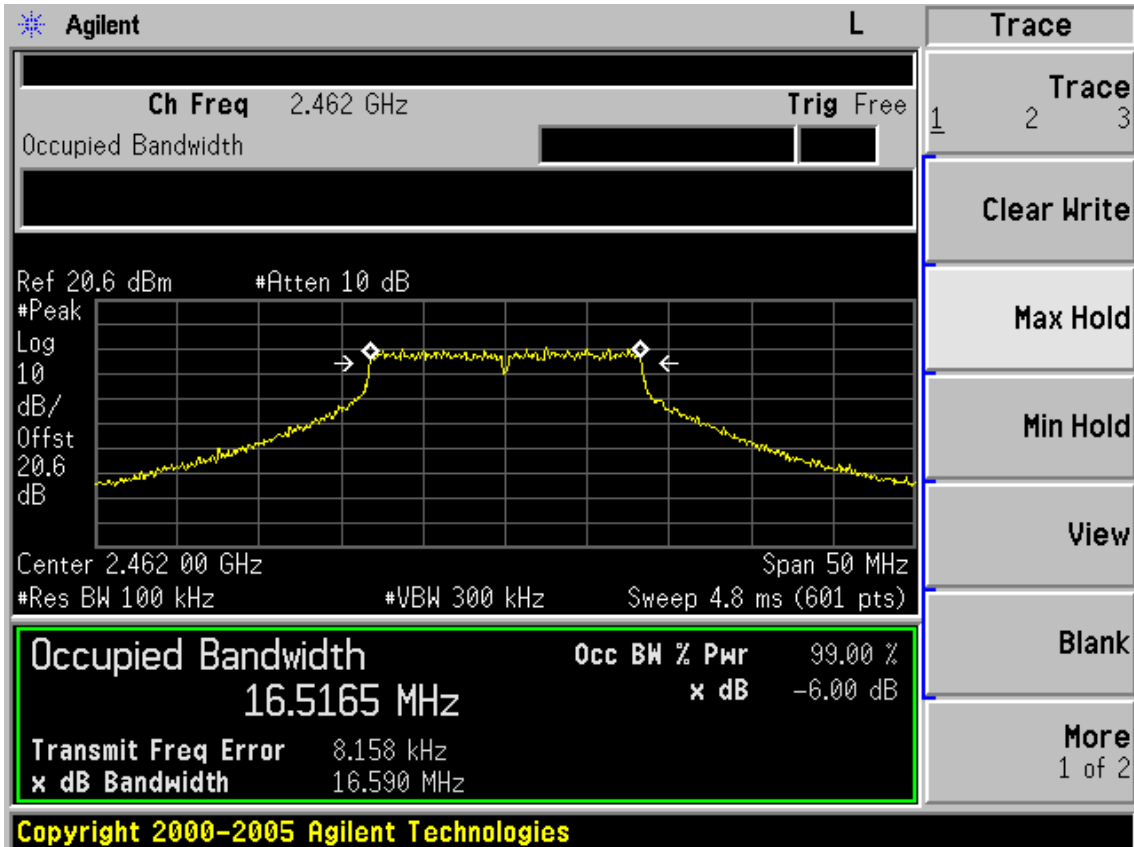 Agilent L Trace
Ch Freq 2.462 GHz Trig Free
Occupied Bandwidth
Trace
1 2 3
Clear Write
Max Hold
Min Hold
View
Blank
More
1 of 2
Ref 20.6 dBm #Atten 10 dB
#Peak
Log
10
dB/
Offst
20.6
dB
Center 2.462 00 GHz Span 50 MHz
#Res BW 100 kHz #VBW 300 kHz Sweep 4.8 ms (601 pts)
Occupied Bandwidth Occ BW % Pwr 99.00 %
16.5165 MHz x dB -6.00 dB
Transmit Freq Error 8.158 kHz
x dB Bandwidth 16.590 MHz
Copyright 2000-2005 Agilent Technologies